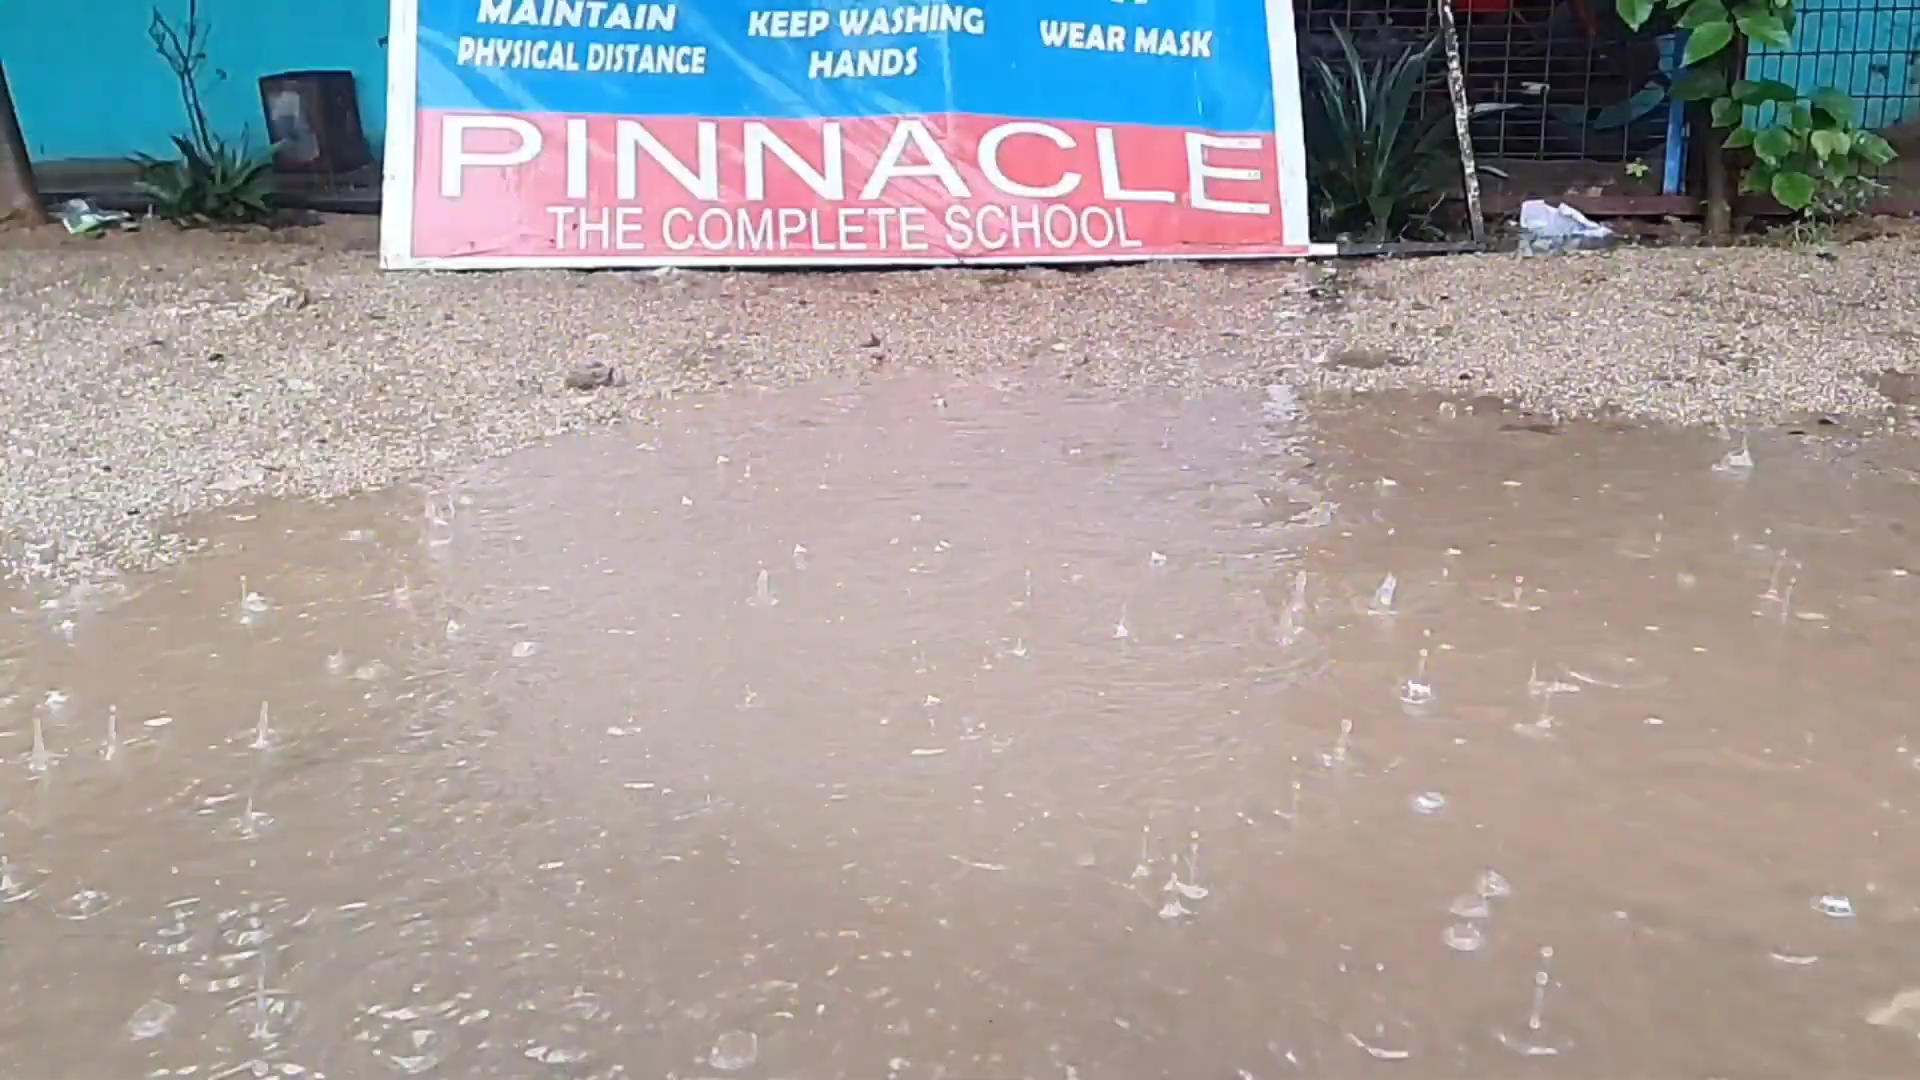 MAINTAIN
PHYSICAL DISTANCE
KEEP WASHING
HANDS
WEAR MASK
PINNACLE
THE COMPLETE SCHOOL